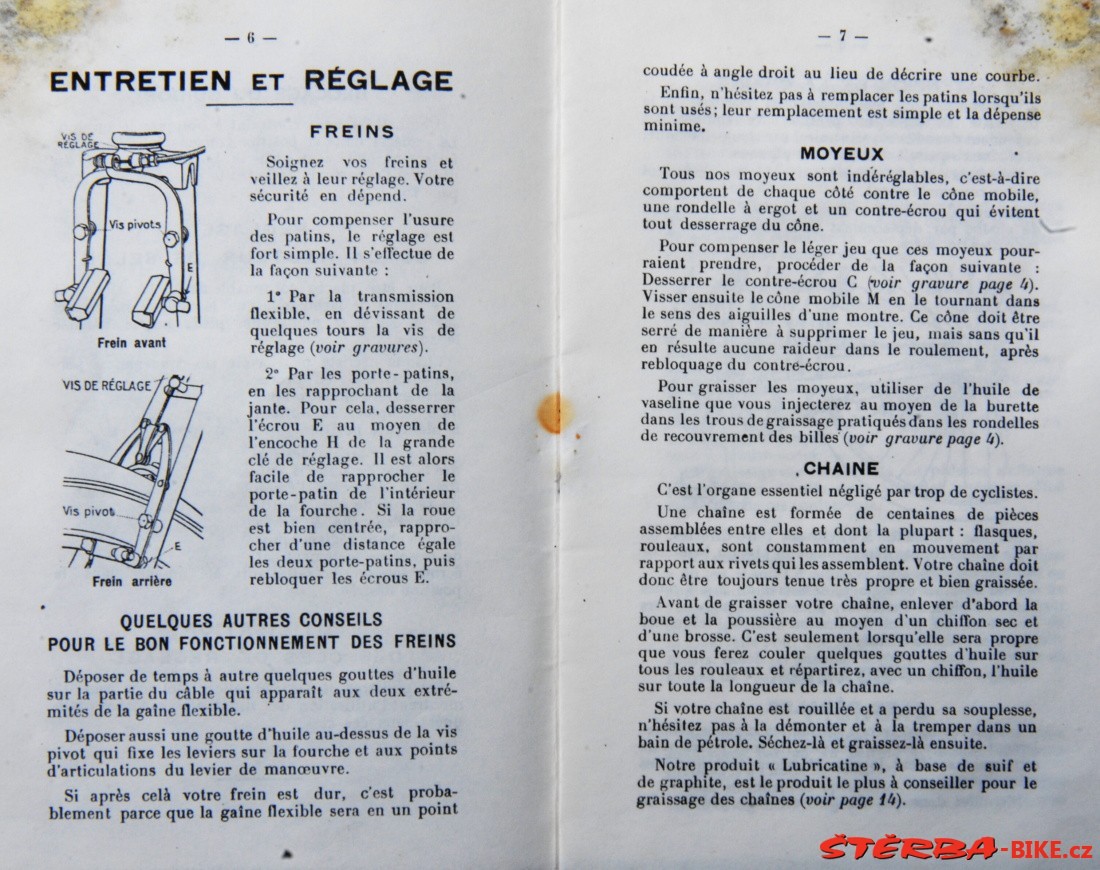 — 6 —
ENTRETIEN ET RÉGLAGE
VIS DE
RÉGLAGE
Vis pivots
E
Frein avant
VIS DE RÉGLAGE
Vis pivot
E
Frein arrière
FREINS
Soignez vos freins et
veillez à leur réglage. Votre
sécurité en dépend.
Pour compenser l'usure
des patins, le réglage est
fort simple. Il s'effectue de
la façon suivante :
1° Par la transmission
flexible, en dévissant de
quelques tours la vis de
réglage (voir gravures).
2° Par les porte-patins,
en les rapprochant de la
jante. Pour cela, desserrer
l'écrou E au moyen de
l'encoche H de la grande
clé de réglage. Il est alors
facile de rapprocher le
porte-patin de l'intérieur
de la fourche. Si la roue
est bien centrée, rappro-
cher d'une distance égale
les deux porte-patins, puis
rebloquer les écrous E.
QUELQUES AUTRES CONSEILS
POUR LE BON FONCTIONNEMENT DES FREINS
Déposer de temps à autre quelques gouttes d'huile
sur la partie du câble qui apparaît aux deux extré-
mités de la gaîne flexible.
Déposer aussi une goutte d'huile au-dessus de la vis
pivot qui fixe les leviers sur la fourche et aux points
d'articulations du levier de manœuvre.
Si après celà votre frein est dur, c'est proba-
blement parce que la gaîne flexible sera en un point
— 7 —
coudée à angle droit au lieu de décrire une courbe.
Enfin, n'hésitez pas à remplacer les patins lorsqu'ils
sont usés; leur remplacement est simple et la dépense
minime.
MOYEUX
Tous nos moyeux sont indéréglables, c'est-à-dire
comportent de chaque côté contre le cône mobile,
une rondelle à ergot et un contre-écrou qui évitent
tout desserrage du cône.
Pour compenser le léger jeu que ces moyeux pour-
raient prendre, procéder de la façon suivante :
Desserrer le contre-écrou C (voir gravure page 4).
Visser ensuite le cône mobile M en le tournant dans
le sens des aiguilles d'une montre. Ce cône doit être
serré de manière à supprimer le jeu, mais sans qu'il
en résulte aucune raideur dans le roulement, après
rebloquage du contre-écrou.
Pour graisser les moyeux, utiliser de l'huile de
vaseline que vous injecterez au moyen de la burette
dans les trous de graissage pratiqués dans les rondelles
de recouvrement des billes (voir gravure page 4).
CHAINE
C'est l'organe essentiel négligé par trop de cyclistes.
Une chaîne est formée de centaines de pièces
assemblées entre elles et dont la plupart : flasques,
rouleaux, sont constamment en mouvement par
rapport aux rivets qui les assemblent. Votre chaîne doit
donc être toujours tenue très propre et bien graissée.
Avant de graisser votre chaîne, enlever d'abord la
boue et la poussière au moyen d'un chiffon sec et
d'une brosse. C'est seulement lorsqu'elle sera propre
que vous ferez couler quelques gouttes d'huile sur
tous les rouleaux et répartirez, avec un chiffon, l'huile
sur toute la longueur de la chaîne.
Si votre chaîne est rouillée et a perdu sa souplesse,
n'hésitez pas à la démonter et à la tremper dans un
bain de pétrole. Séchez-là et graissez-là ensuite.
Notre produit « Lubricatine », à base de suif et
de graphite, est le produit le plus à conseiller pour le
graissage des chaînes (voir page 14).
ŠTĚRBA-BIKE.cz